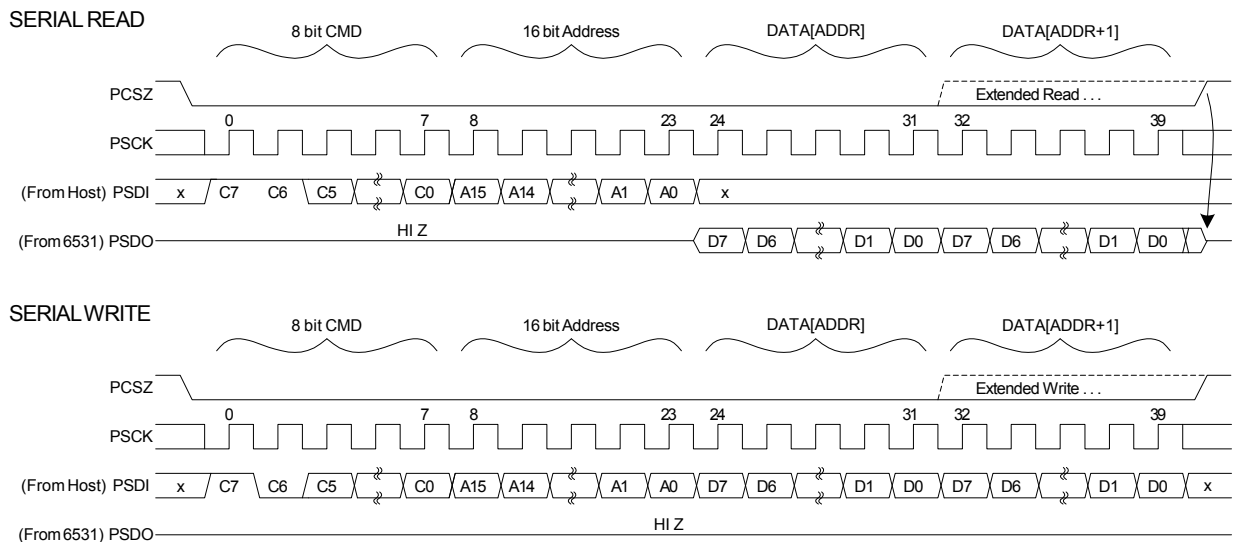 SERIAL READ
8 bit CMD 16 bit Address DATA[ADDR] DATA[ADDR+1]
PCSZ Extended Read . . .
0 7 8 23 24 31 32 39
PSCK
(From Host) PSDI x C7 C6 C5 C0 A15 A14 A1 A0 x
(From 6531) PSDO HI Z D7 D6 D1 D0 D7 D6 D1 D0
SERIAL WRITE
8 bit CMD 16 bit Address DATA[ADDR] DATA[ADDR+1]
PCSZ Extended Write . . .
0 7 8 23 24 31 32 39
PSCK
(From Host) PSDI x C7 C6 C5 C0 A15 A14 A1 A0 D7 D6 D1 D0 D7 D6 D1 D0 x
(From 6531) PSDO HI Z